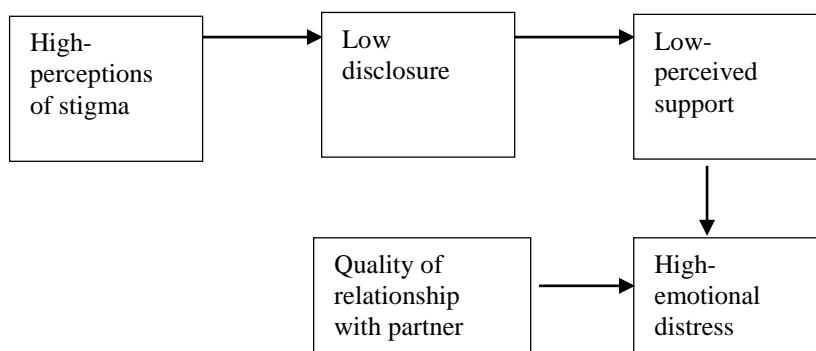 High-
perceptions
of stigma
Low
disclosure
Low-
perceived
support
Quality of
relationship
with partner
High-
emotional
distress